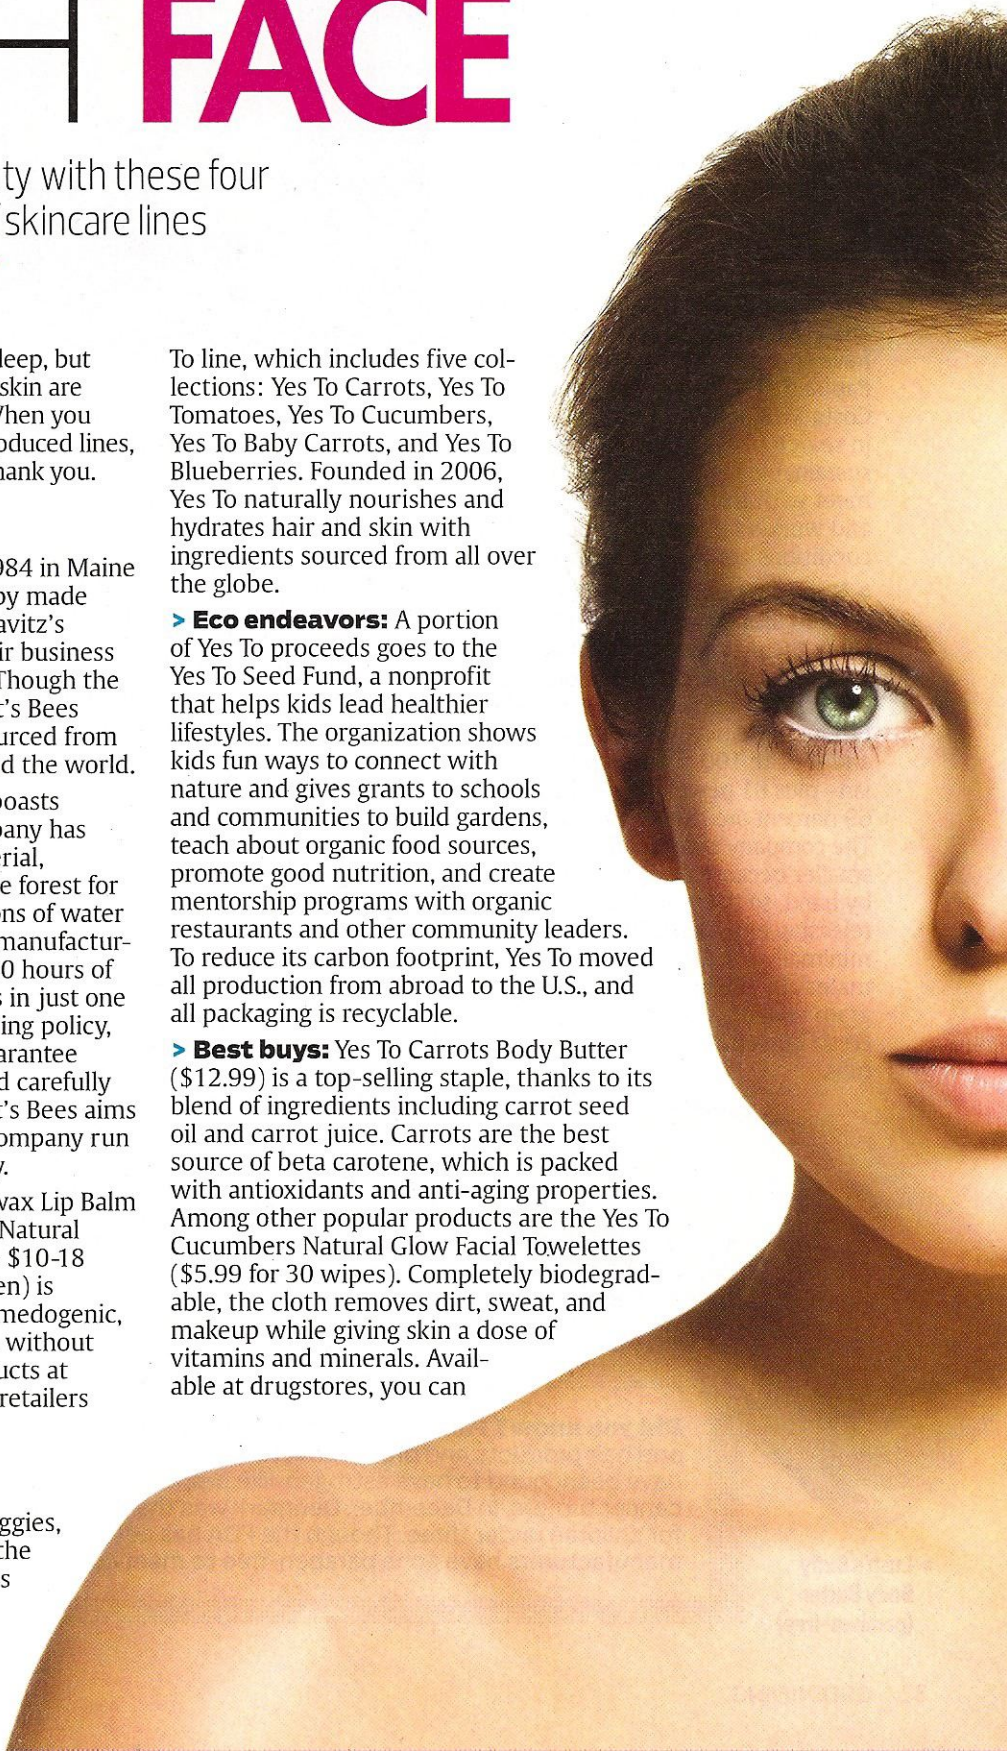 H FACE
ty with these four
skincare lines
deep, but
skin are
When you
oduced lines,
hank you.
984 in Maine
by made
avitz's
ir business
Though the
t's Bees
urced from
d the world.
boasts
pany has
erial,
e forest for
ons of water
manufactur-
0 hours of
s in just one
ing policy,
arantee
d carefully
t's Bees aims
ompany run
y.
wax Lip Balm
Natural
$10-18
en) is
medogenic,
without
ucts at
retailers
ggies,
the
s
To line, which includes five col-
lections: Yes To Carrots, Yes To
Tomatoes, Yes To Cucumbers,
Yes To Baby Carrots, and Yes To
Blueberries. Founded in 2006,
Yes To naturally nourishes and
hydrates hair and skin with
ingredients sourced from all over
the globe.
> Eco endeavors: A portion
of Yes To proceeds goes to the
Yes To Seed Fund, a nonprofit
that helps kids lead healthier
lifestyles. The organization shows
kids fun ways to connect with
nature and gives grants to schools
and communities to build gardens,
teach about organic food sources,
promote good nutrition, and create
mentorship programs with organic
restaurants and other community leaders.
To reduce its carbon footprint, Yes To moved
all production from abroad to the U.S., and
all packaging is recyclable.
> Best buys: Yes To Carrots Body Butter
($12.99) is a top-selling staple, thanks to its
blend of ingredients including carrot seed
oil and carrot juice. Carrots are the best
source of beta carotene, which is packed
with antioxidants and anti-aging properties.
Among other popular products are the Yes To
Cucumbers Natural Glow Facial Towelettes
($5.99 for 30 wipes). Completely biodegrad-
able, the cloth removes dirt, sweat, and
makeup while giving skin a dose of
vitamins and minerals. Avail-
able at drugstores, you can